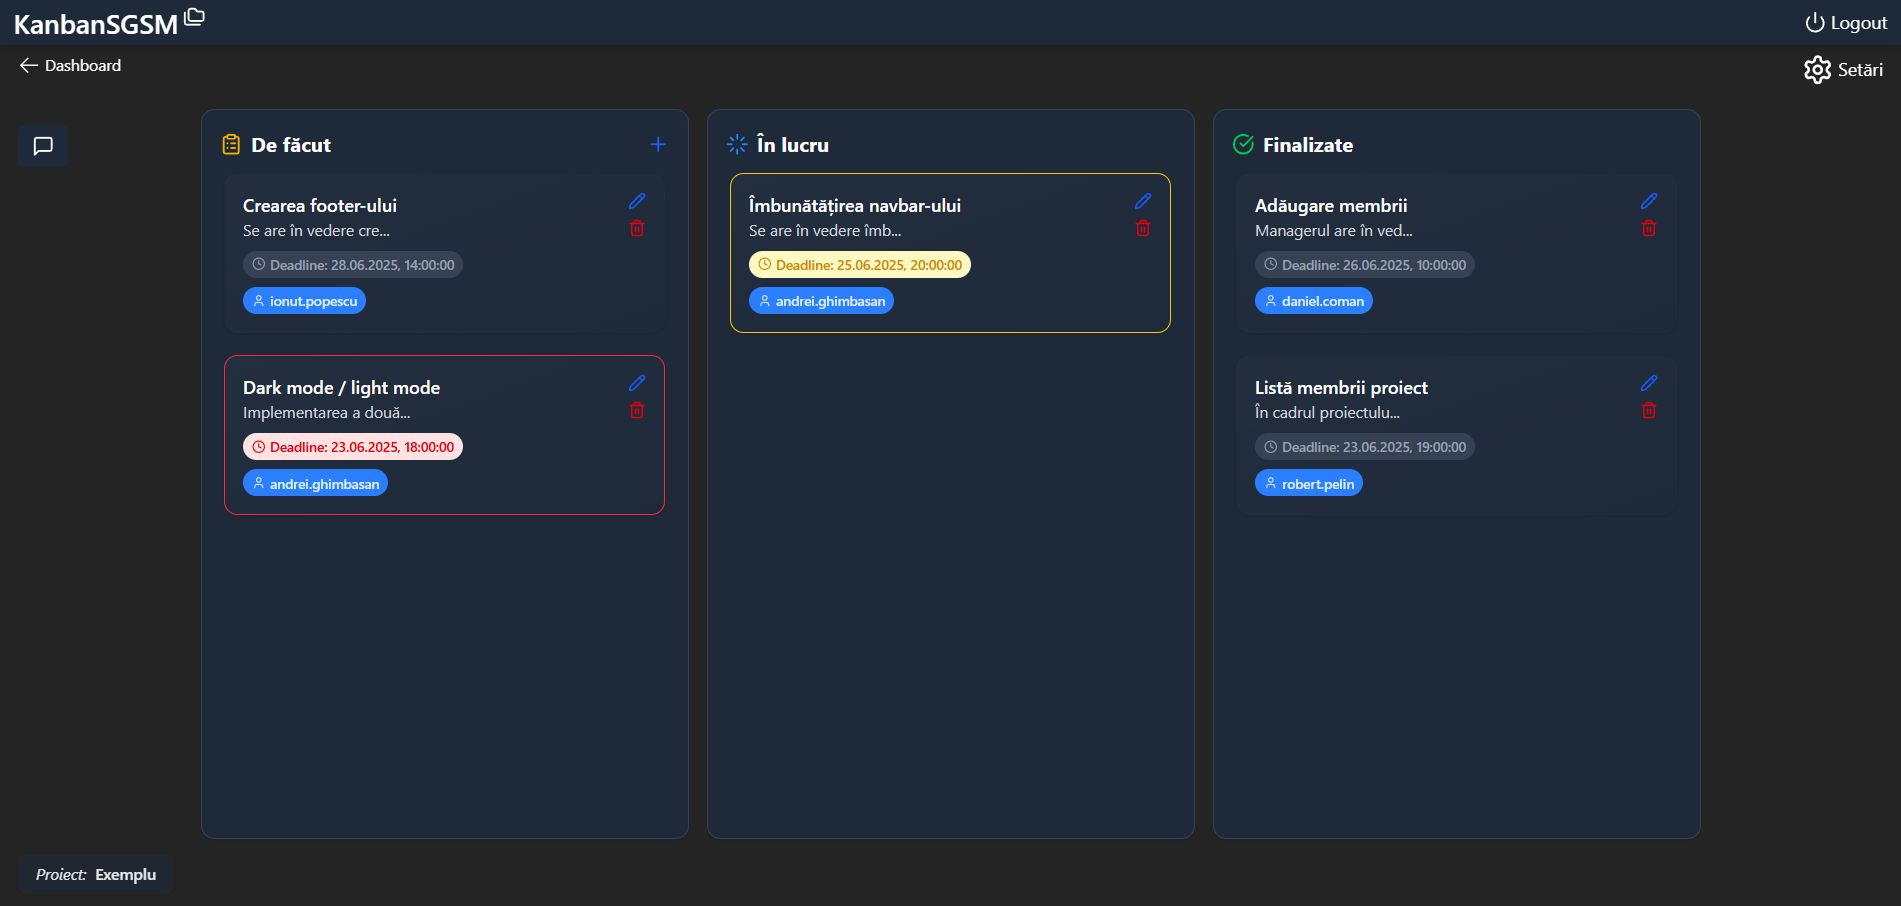 KanbanSGSM
Logout
Dashboard
Setări
De făcut
Crearea footer-ului
Se are în vedere cre...
Deadline: 28.06.2025, 14:00:00
ionut.popescu
Dark mode / light mode
Implementarea a două...
Deadline: 23.06.2025, 18:00:00
andrei.ghimbasan
În lucru
Îmbunătățirea navbar-ului
Se are în vedere îmb...
Deadline: 25.06.2025, 20:00:00
andrei.ghimbasan
Finalizate
Adăugare membrii
Managerul are în ved...
Deadline: 26.06.2025, 10:00:00
daniel.coman
Listă membrii proiect
În cadrul proiectulu...
Deadline: 23.06.2025, 19:00:00
robert.pelin
Proiect: Exemplu